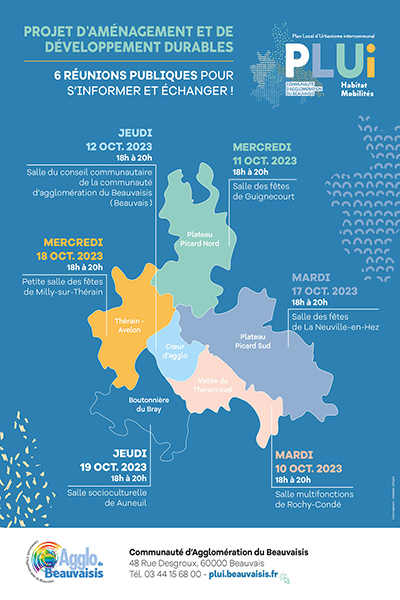 PROJET D'AMÉNAGEMENT ET DE
DÉVELOPPEMENT DURABLES
6 RÉUNIONS PUBLIQUES POUR
S'INFORMER ET ÉCHANGER !
Plan Local d'Urbanisme intercommunal
PLUi
COMMUNAUTÉ
D'AGGLOMÉRATION
DU BEAUVAISIS
Habitat
Mobilités
JEUDI
12 OCT. 2023
18h à 20h
Salle du conseil communautaire
de la communauté
d'agglomération du Beauvaisis
(Beauvais)
MERCREDI
11 OCT. 2023
18h à 20h
Salle des fêtes
de Guignecourt
Plateau
Picard Nord
MERCREDI
18 OCT. 2023
18h à 20h
Petite salle des fêtes
de Milly-sur-Thérain
MARDI
17 OCT. 2023
18h à 20h
Salle des fêtes
de La Neuville-en-Hez
Thérain -
Avelon
Cœur
d'agglo
Plateau
Picard Sud
Vallée du
Thérain aval
Boutonnière
du Bray
JEUDI
19 OCT. 2023
18h à 20h
Salle socioculturelle
de Auneuil
MARDI
10 OCT. 2023
18h à 20h
Salle multifonctions
de Rochy-Condé
Agglo du
Beauvaisis
Communauté d'Agglomération du Beauvaisis
48 Rue Desgroux, 60000 Beauvais
Tél. 03 44 15 68 00 - plui.beauvaisis.fr